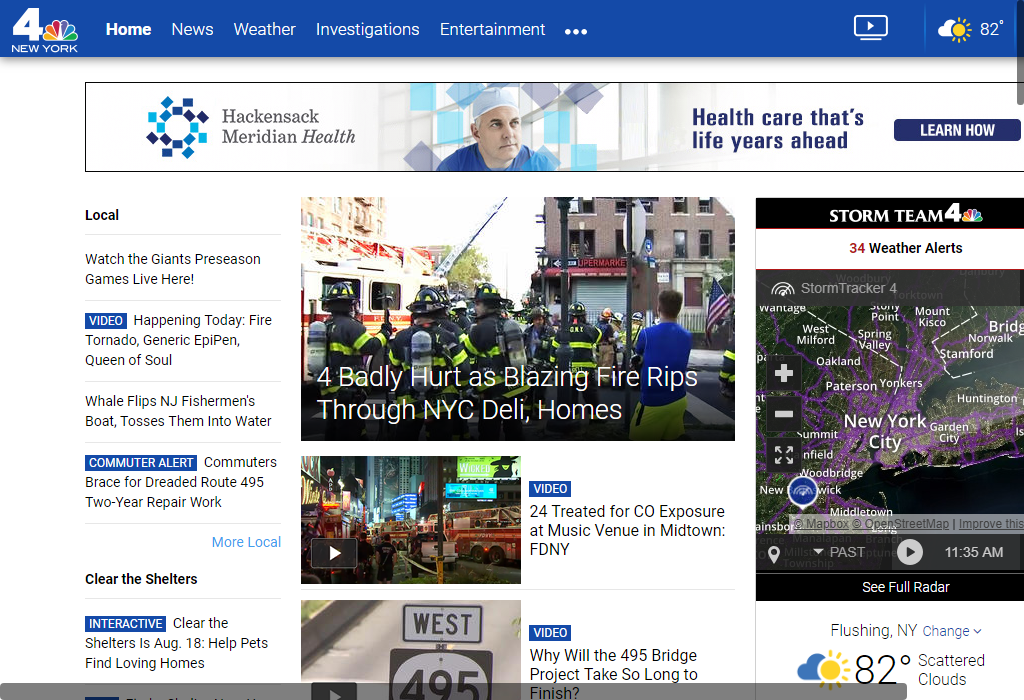 4
NEW YORK
Home News Weather Investigations Entertainment •••
82°
Hackensack
Meridian Health
Health care that's
life years ahead
LEARN HOW
Local
Watch the Giants Preseason
Games Live Here!
VIDEO Happening Today: Fire
Tornado, Generic EpiPen,
Queen of Soul
Whale Flips NJ Fishermen's
Boat, Tosses Them Into Water
COMMUTER ALERT Commuters
Brace for Dreaded Route 495
Two-Year Repair Work
More Local
Clear the Shelters
INTERACTIVE Clear the
Shelters Is Aug. 18: Help Pets
Find Loving Homes
SUPERMARKET
4 Badly Hurt as Blazing Fire Rips
Through NYC Deli, Homes
WICKED
VIDEO
24 Treated for CO Exposure
at Music Venue in Midtown:
FDNY
WEST
495
VIDEO
Why Will the 495 Bridge
Project Take So Long to
Finish?
STORM TEAM 4
34 Weather Alerts
StormTracker 4
Yorktown
Wantage
Stony
Point
Mount
Kisco
West
Milford
Spring
Valley
Norwalk
Stamford
Oakland
Paterson
Yonkers
Huntington
New York
City
Garden
City
Summit
nfield
Woodbridge
New
wick
Middletown
© Mapbox © OpenStreetMap | Improve this
PAST
11:35 AM
See Full Radar
Flushing, NY Change
82° Scattered
Clouds